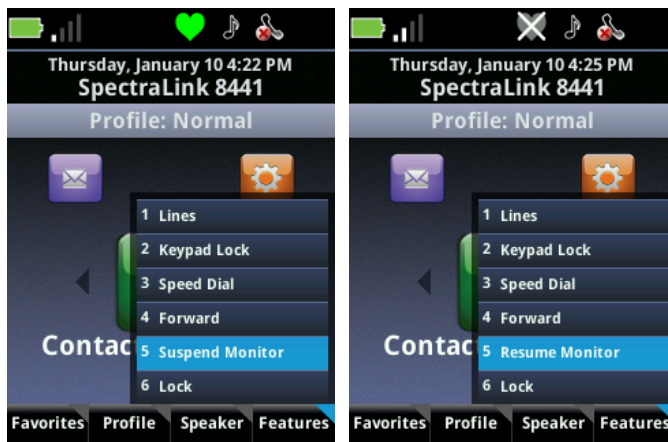 Thursday, January 10 4:22 PM
SpectraLink 8441
Profile: Normal
1 Lines
2 Keypad Lock
3 Speed Dial
4 Forward
Contac
5 Suspend Monitor
6 Lock
Favorites Profile Speaker Features
Thursday, January 10 4:25 PM
SpectraLink 8441
Profile: Normal
1 Lines
2 Keypad Lock
3 Speed Dial
4 Forward
Contac
5 Resume Monitor
6 Lock
Favorites Profile Speaker Features